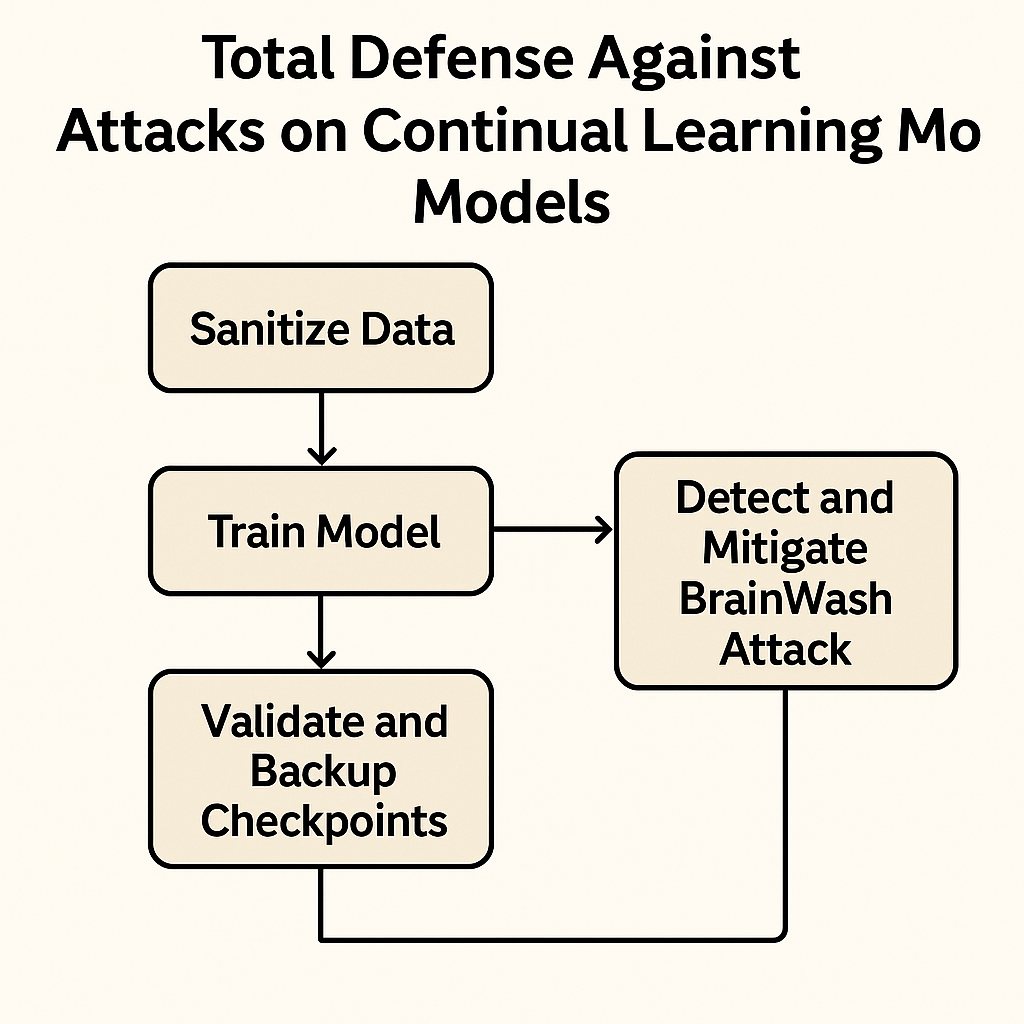 Total Defense Against
Attacks on Continual Learning Mo
Models
Sanitize Data
Train Model
Detect and
Mitigate
BrainWash
Attack
Validate and
Backup
Checkpoints